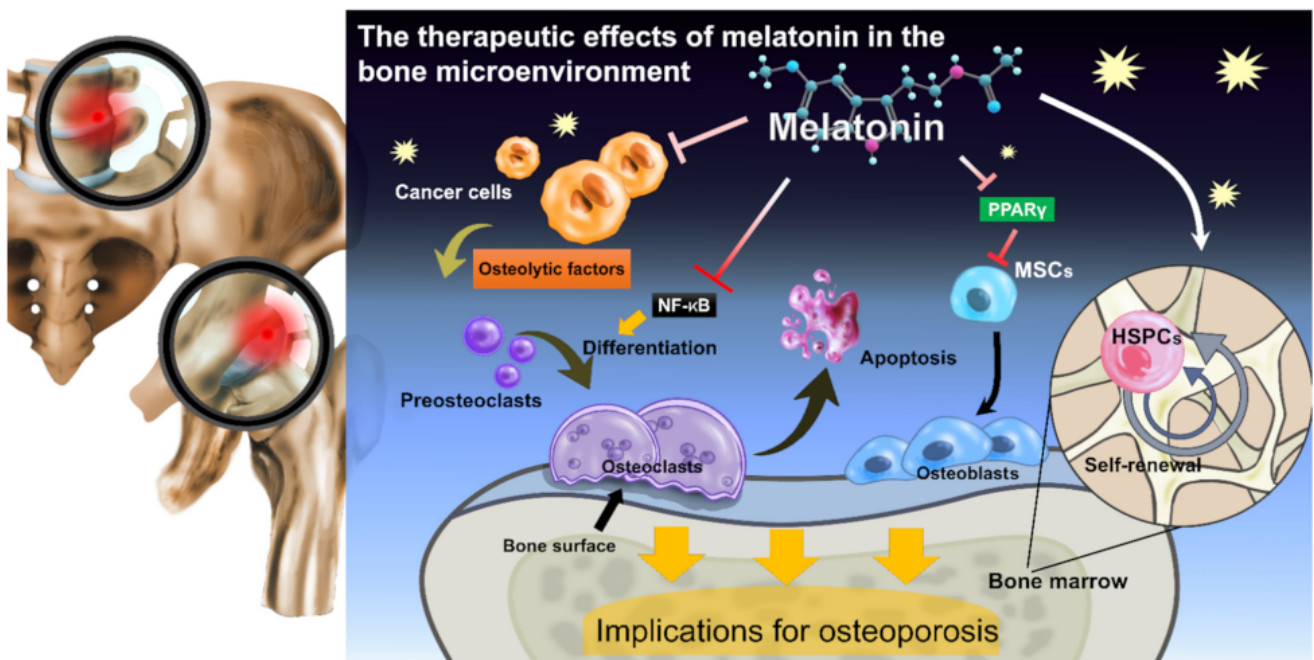 The therapeutic effects of melatonin in the
bone microenvironment
Melatonin
Cancer cells
PPARγ
Osteolytic factors
MSCs
NF-κB
HSPCs
Differentiation
Apoptosis
Preosteoclasts
Osteoclasts
Osteoblasts
Self-renewal
Bone surface
Bone marrow
Implications for osteoporosis